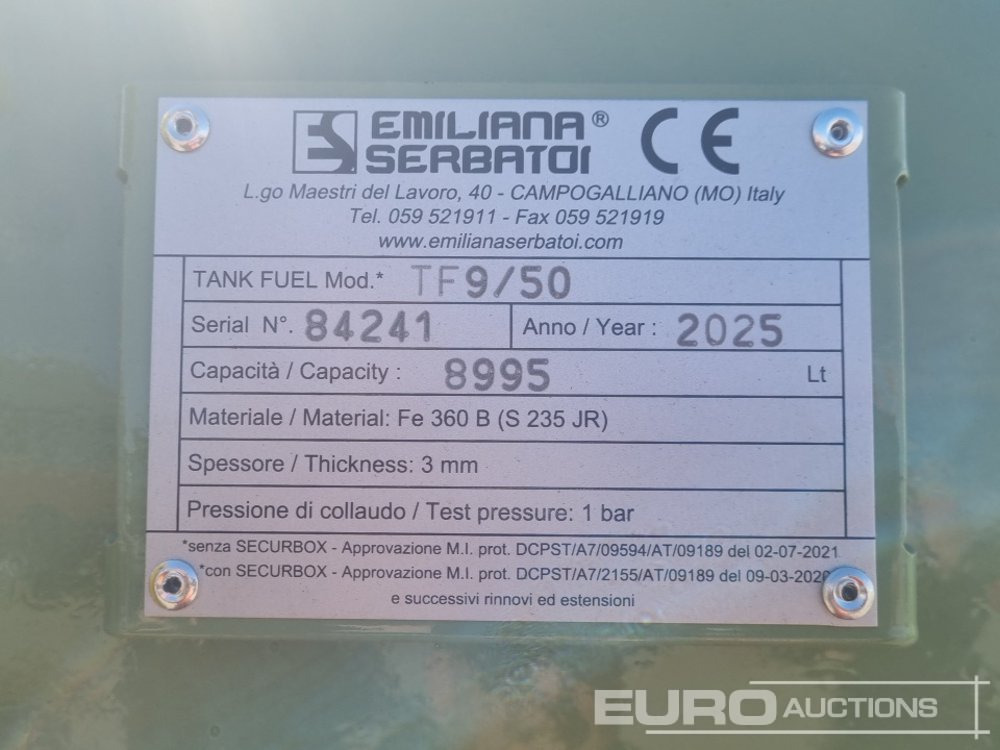 ES EMILIANA® SERBATOI CE
L.go Maestri del Lavoro, 40 - CAMPOGALLIANO (MO) Italy
Tel. 059 521911 - Fax 059 521919
www.emilianaserbatoi.com
TANK FUEL Mod.* TF9/50
Serial N°. 84241 Anno / Year : 2025
Capacità / Capacity : 8995 Lt
Materiale / Material: Fe 360 B (S 235 JR)
Spessore / Thickness: 3 mm
Pressione di collaudo / Test pressure: 1 bar
*senza SECURBOX - Approvazione M.I. prot. DCPST/A7/09594/AT/09189 del 02-07-2021
*con SECURBOX - Approvazione M.I. prot. DCPST/A7/2155/AT/09189 del 09-03-2020
e successivi rinnovi ed estensioni
EURO AUCTIONS